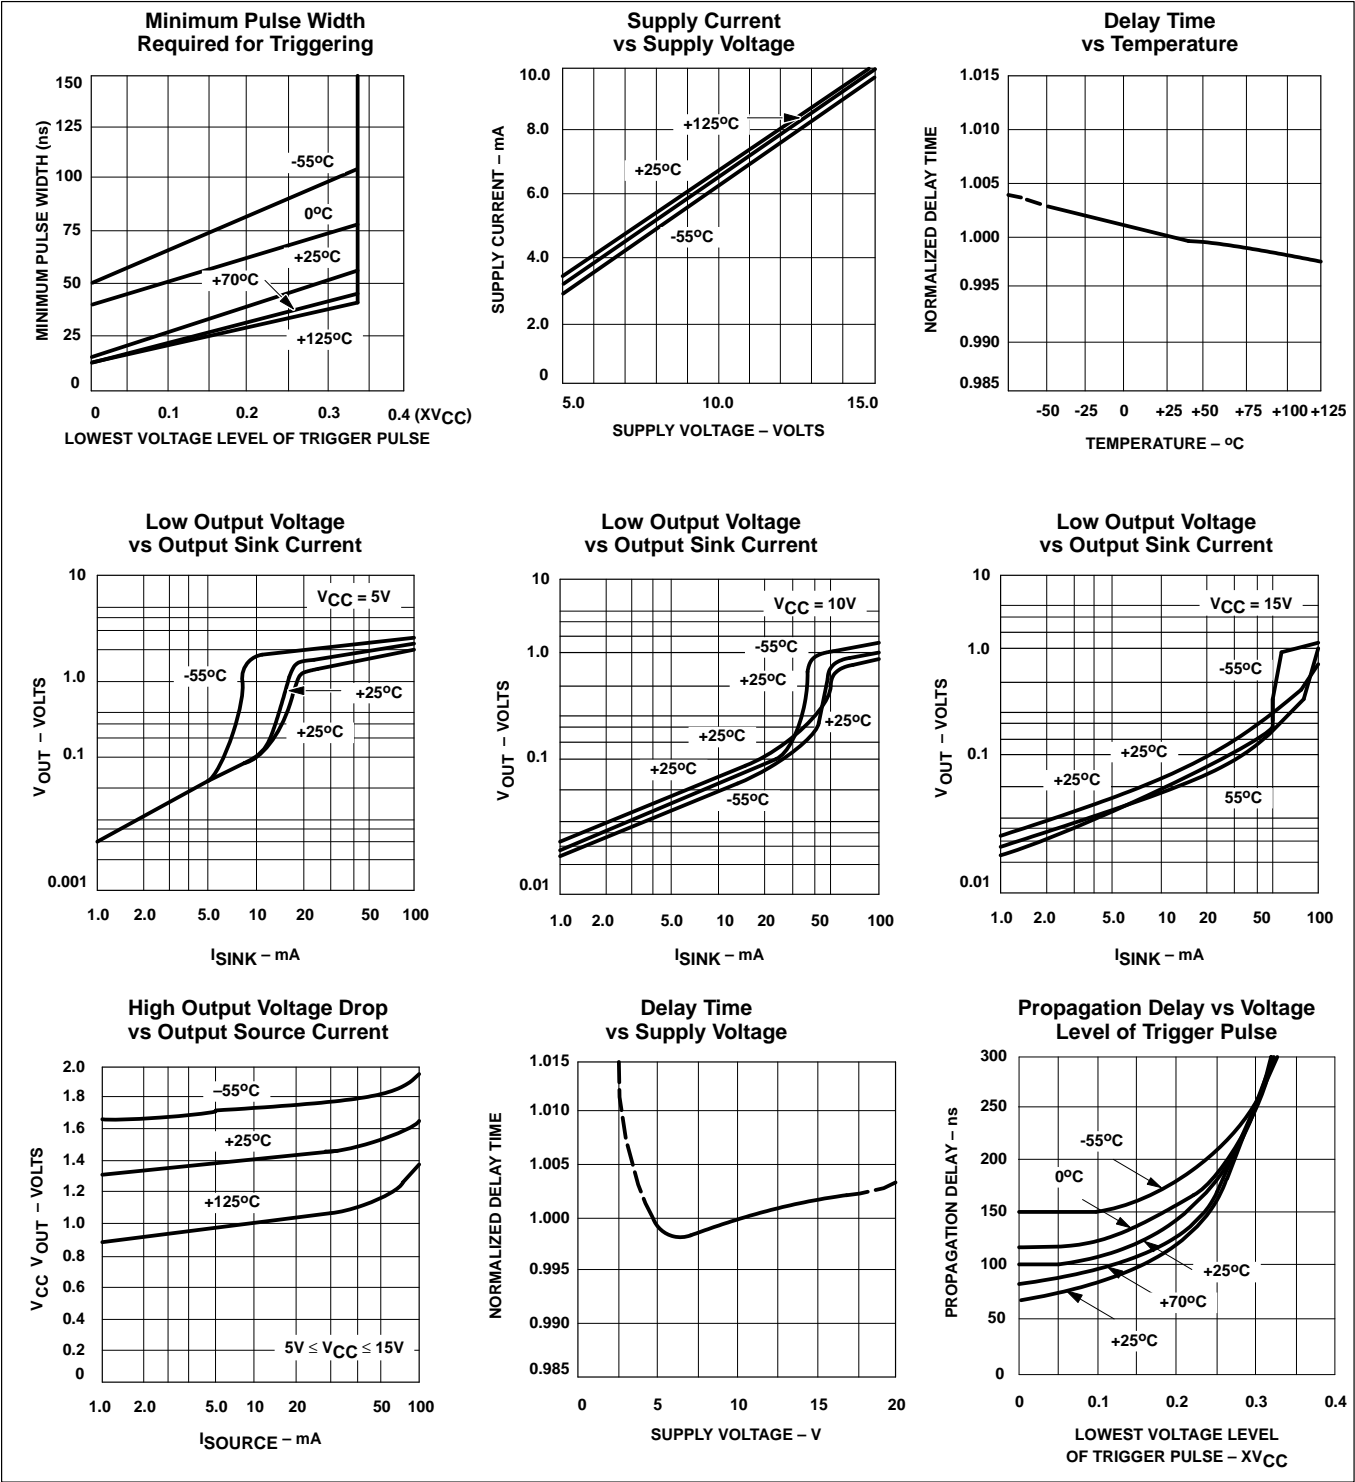 Minimum Pulse Width
Required for Triggering
150
125
100
75
50
25
0
MINIMUM PULSE WIDTH (ns)
-55ºC
0ºC
+25ºC
+70ºC
+125ºC
0 0.1 0.2 0.3 0.4 (XVCC)
LOWEST VOLTAGE LEVEL OF TRIGGER PULSE
Supply Current
vs Supply Voltage
10.0
8.0
6.0
4.0
2.0
0
SUPPLY CURRENT – mA
+125ºC
+25ºC
-55ºC
5.0 10.0 15.0
SUPPLY VOLTAGE – VOLTS
Delay Time
vs Temperature
1.015
1.010
1.005
1.000
0.995
0.990
0.985
NORMALIZED DELAY TIME
-50 -25 0 +25 +50 +75 +100 +125
TEMPERATURE – ºC
Low Output Voltage
vs Output Sink Current
10
1.0
0.1
0.001
VOUT – VOLTS
VCC = 5V
-55ºC
+25ºC
+25ºC
1.0 2.0 5.0 10 20 50 100
ISINK – mA
Low Output Voltage
vs Output Sink Current
10
1.0
0.1
0.01
VOUT – VOLTS
VCC = 10V
-55ºC
+25ºC
+25ºC
+25ºC
+25ºC
-55ºC
1.0 2.0 5.0 10 20 50 100
ISINK – mA
Low Output Voltage
vs Output Sink Current
10
1.0
0.1
0.01
VOUT – VOLTS
VCC = 15V
-55ºC
+25ºC
+25ºC
55ºC
1.0 2.0 5.0 10 20 50 100
ISINK – mA
High Output Voltage Drop
vs Output Source Current
2.0
1.8
1.6
1.4
1.2
1.0
0.8
0.6
0.4
0.2
0
VCC VOUT – VOLTS
–55ºC
+25ºC
+125ºC
5V ≤ VCC ≤ 15V
1.0 2.0 5.0 10 20 50 100
ISOURCE – mA
Delay Time
vs Supply Voltage
1.015
1.010
1.005
1.000
0.995
0.990
0.985
NORMALIZED DELAY TIME
0 5 10 15 20
SUPPLY VOLTAGE – V
Propagation Delay vs Voltage
Level of Trigger Pulse
300
250
200
150
100
50
0
PROPAGATION DELAY – ns
-55ºC
0ºC
+25ºC
+70ºC
+25ºC
0 0.1 0.2 0.3 0.4
LOWEST VOLTAGE LEVEL
OF TRIGGER PULSE – XVCC